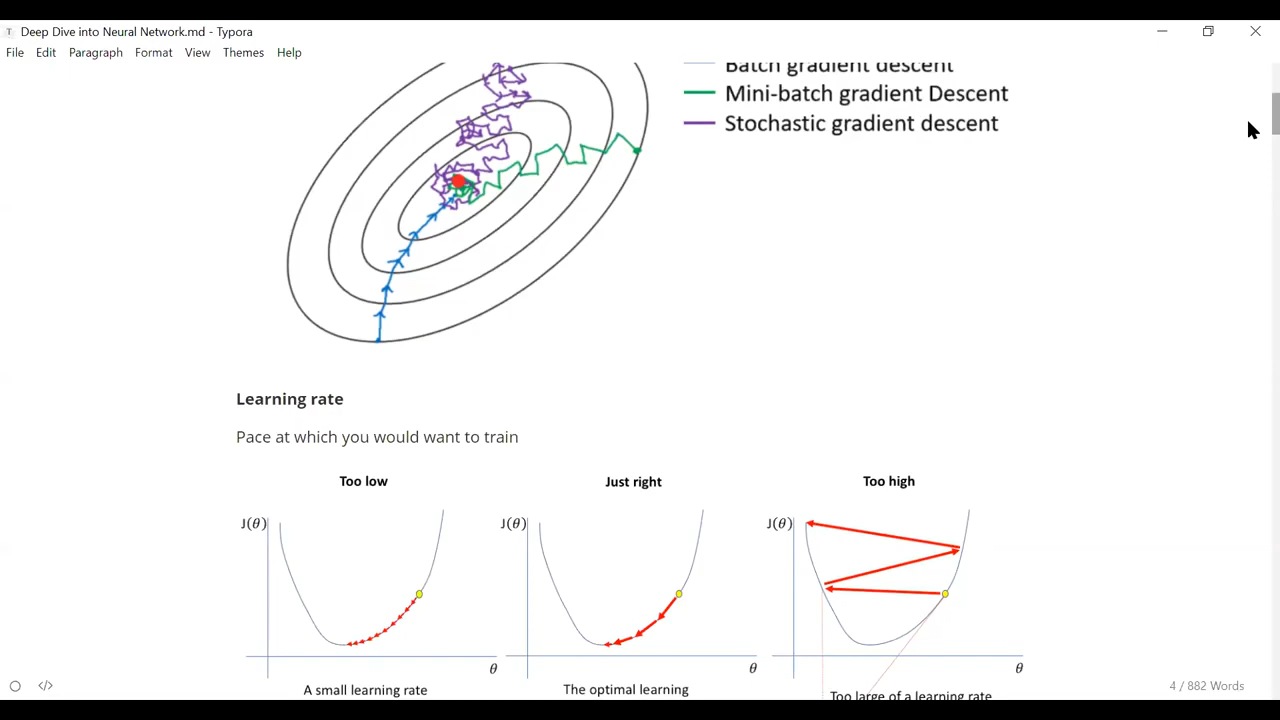 Deep Dive into Neural Network.md - Typora
File Edit Paragraph Format View Themes Help
Batch gradient descent
Mini-batch gradient Descent
Stochastic gradient descent
Learning rate
Pace at which you would want to train
Too low Just right Too high
J(θ) J(θ) J(θ)
θ θ θ
A small learning rate The optimal learning Too large of a learning rate
4 / 882 Words